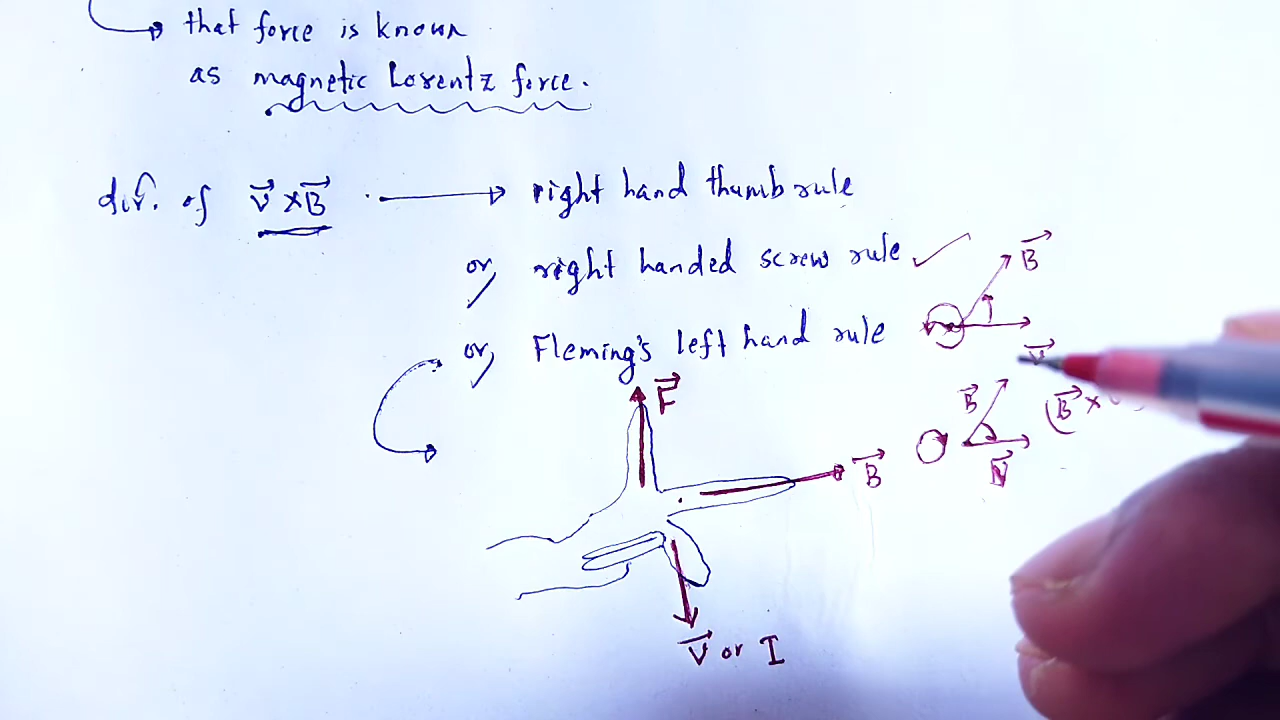 that force is known
as magnetic Lorentz force.
dir. of V⃗ × B⃗ ⟶ right hand thumb rule
or, right handed screw rule ✓
B⃗
or, Fleming's left hand rule
V⃗
F⃗
B⃗ (B⃗ ×
B⃗
V⃗
V⃗ or I